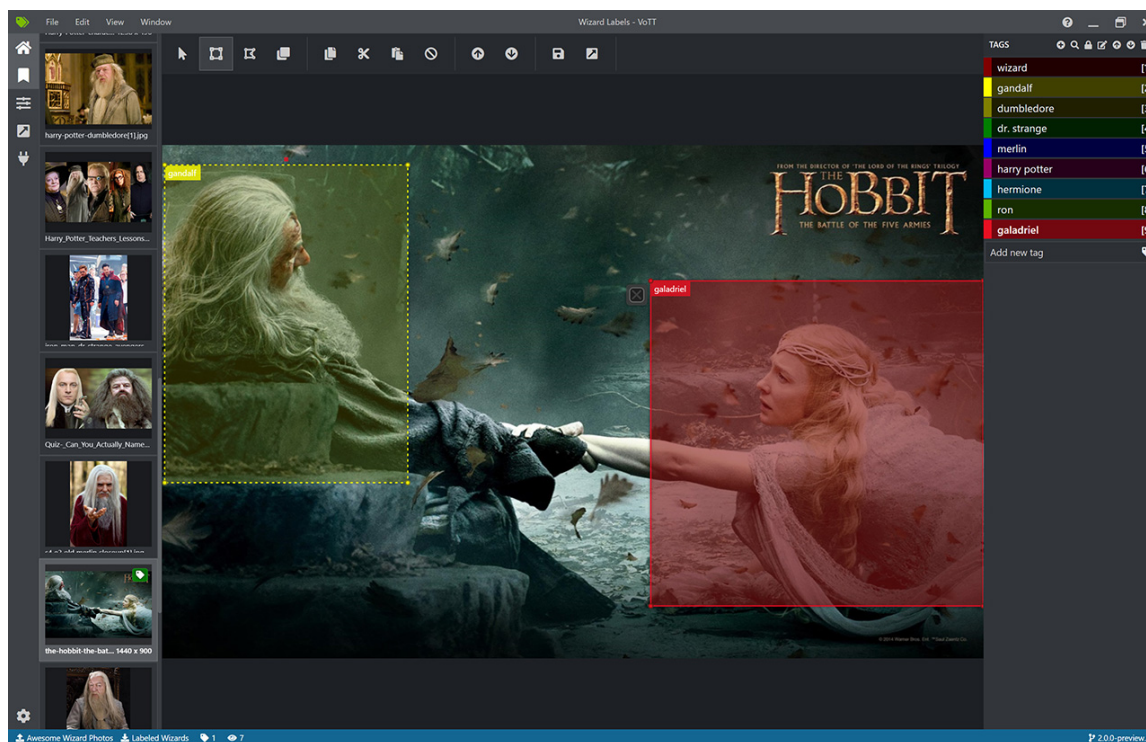 File Edit View Window
Wizard Labels - VoTT
harry-potter-dumbledore[1].jpg
Harry_Potter_Teachers_Lessons...
Quiz-_Can_You_Actually_Name...
the-hobbit-the-bat... 1440 x 900
gandalf
FROM THE DIRECTOR OF 'THE LORD OF THE RINGS' TRILOGY
THE
HOBBIT
THE BATTLE OF THE FIVE ARMIES
galadriel
TAGS
wizard
gandalf
dumbledore
dr. strange
merlin
harry potter
hermione
ron
galadriel
Add new tag
Awesome Wizard Photos Labeled Wizards 1 7
2.0.0-preview